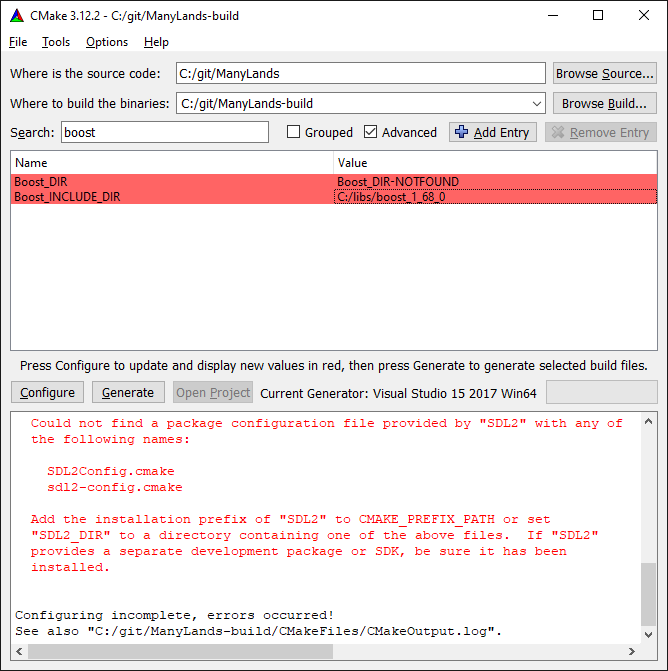 CMake 3.12.2 - C:/git/ManyLands-build
File Tools Options Help
Where is the source code: C:/git/ManyLands Browse Source...
Where to build the binaries: C:/git/ManyLands-build Browse Build...
Search: boost Grouped Advanced Add Entry Remove Entry
Name Value
Boost_DIR Boost_DIR-NOTFOUND
Boost_INCLUDE_DIR C:/libs/boost_1_68_0
Press Configure to update and display new values in red, then press Generate to generate selected build files.
Configure Generate Open Project Current Generator: Visual Studio 15 2017 Win64
Could not find a package configuration file provided by "SDL2" with any of
the following names:
SDL2Config.cmake
sdl2-config.cmake
Add the installation prefix of "SDL2" to CMAKE_PREFIX_PATH or set
"SDL2_DIR" to a directory containing one of the above files. If "SDL2"
provides a separate development package or SDK, be sure it has been
installed.
Configuring incomplete, errors occurred!
See also "C:/git/ManyLands-build/CMakeFiles/CMakeOutput.log".